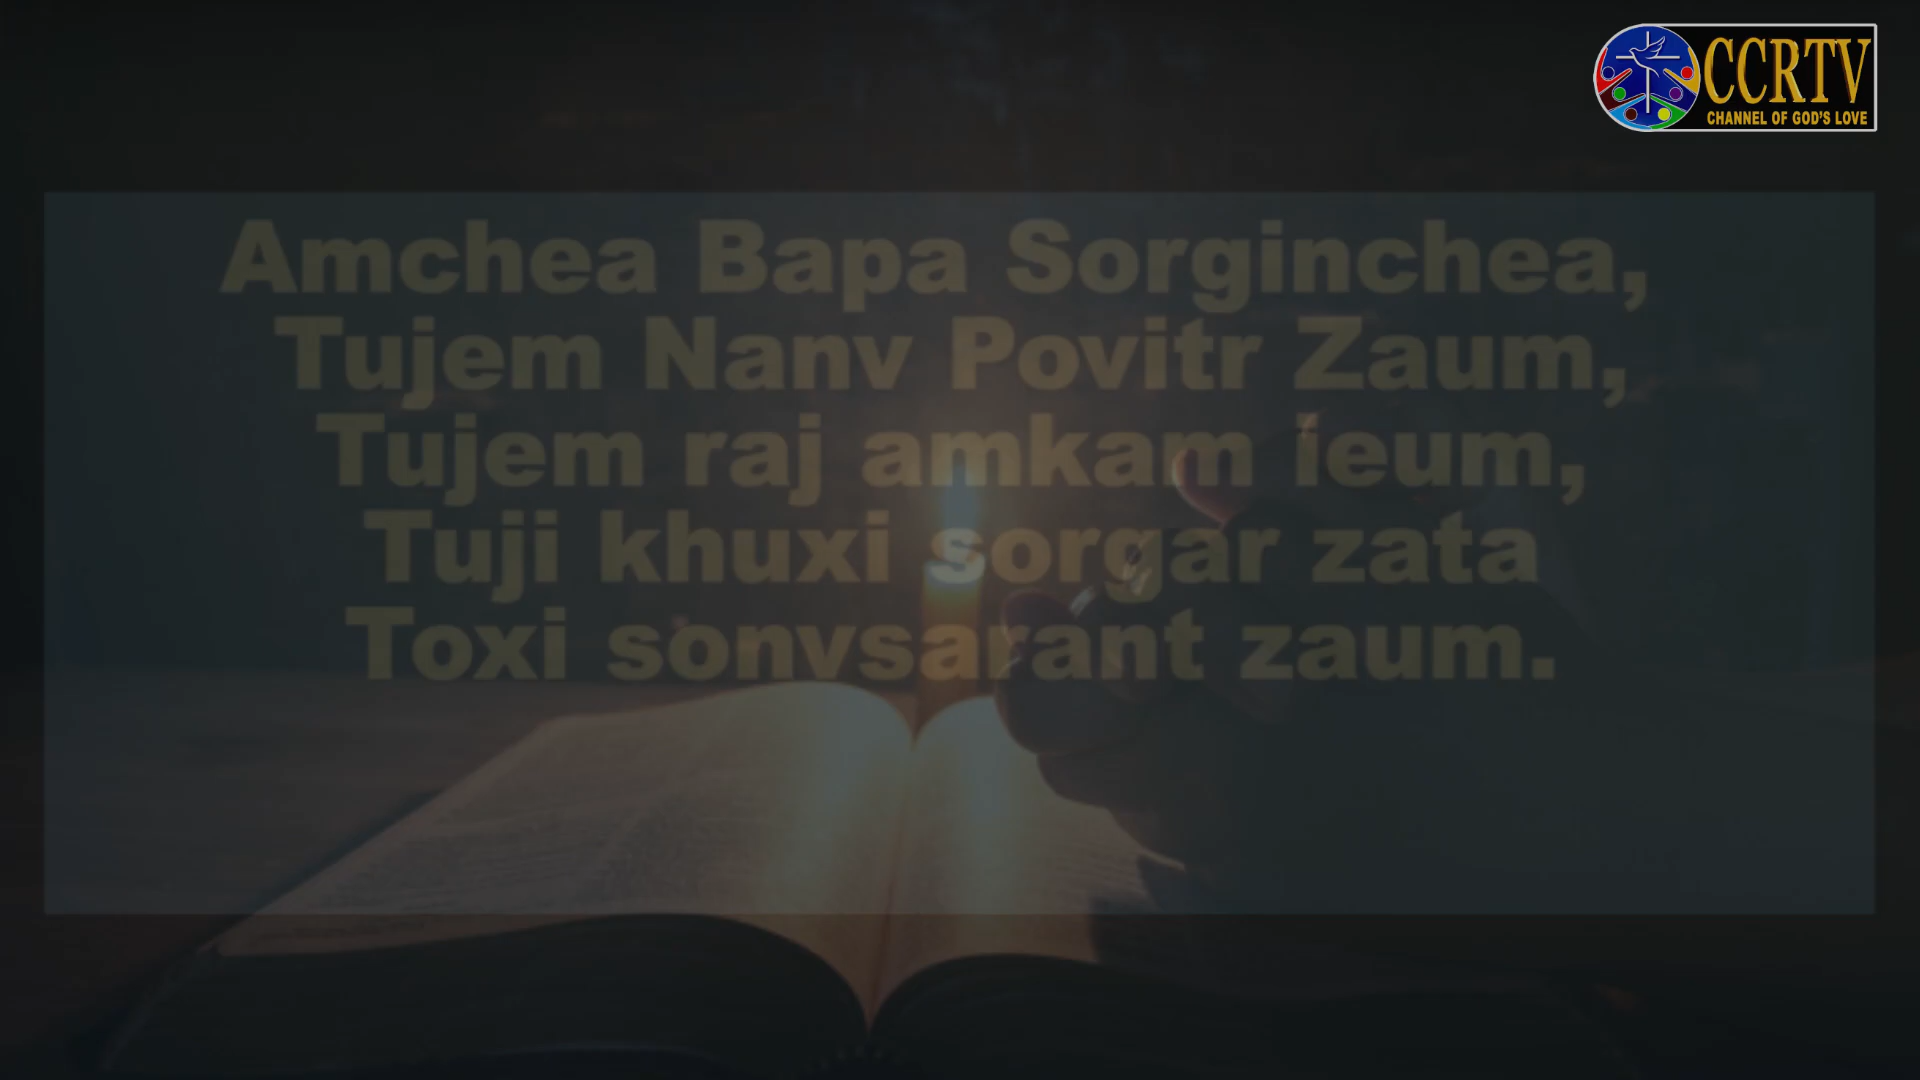 CCRTV
CHANNEL OF GOD'S LOVE
Amchea Bapa Sorginchea,
Tujem Nanv Povitr Zaum,
Tujem raj amkam ieum,
Tuji khuxi sorgar zata
Toxi sonvsarant zaum.